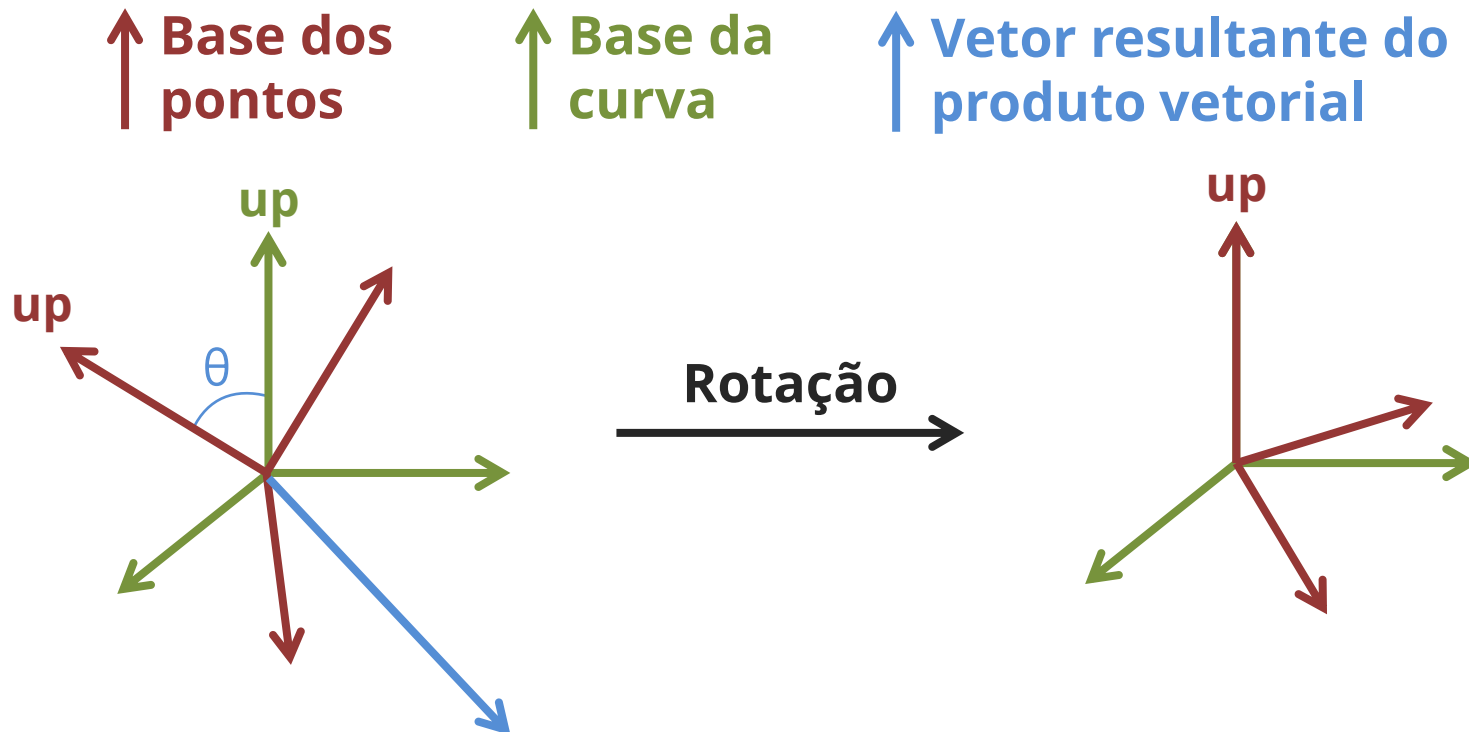 Base dos
pontos
Base da
curva
Vetor resultante do
produto vetorial
up
up
θ
Rotação
up